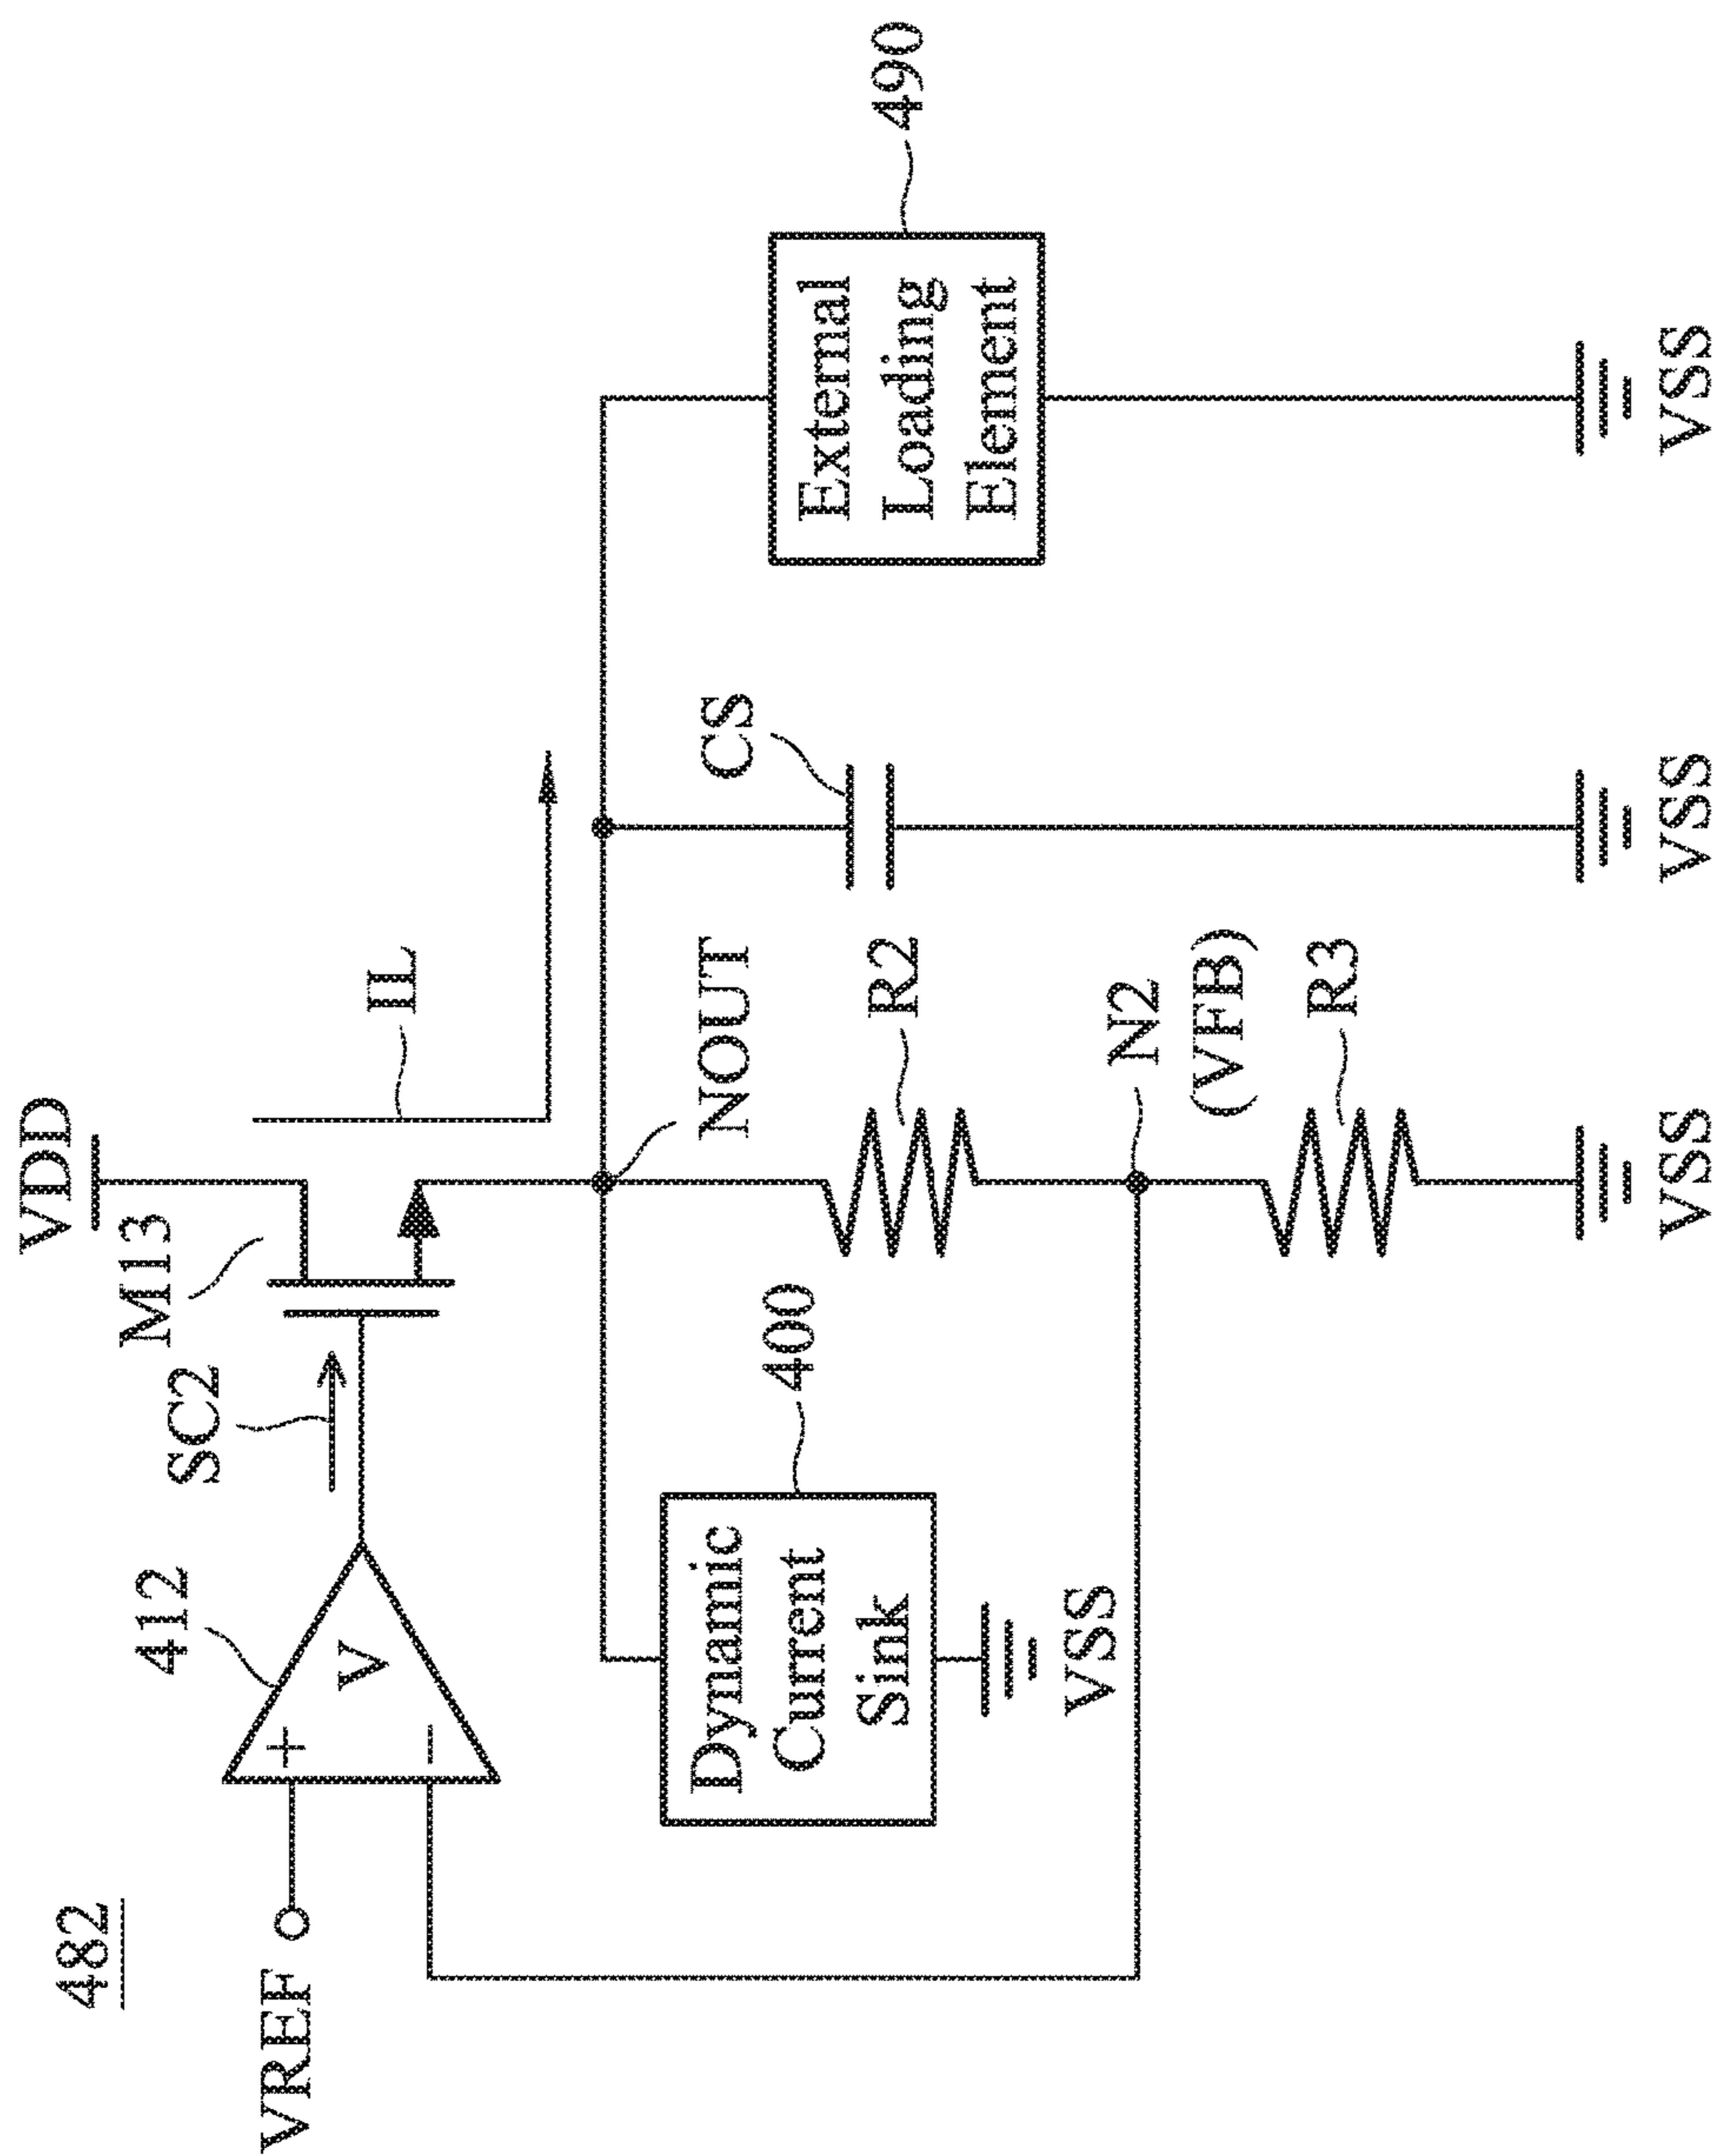 482
VDD
M13
SC2
412
IL
VREF
+
V
−
NOUT
CS
490
400
Dynamic
Current
Sink
VSS
R2
External
Loading
Element
N2
(VFB)
R3
VSS
VSS
VSS